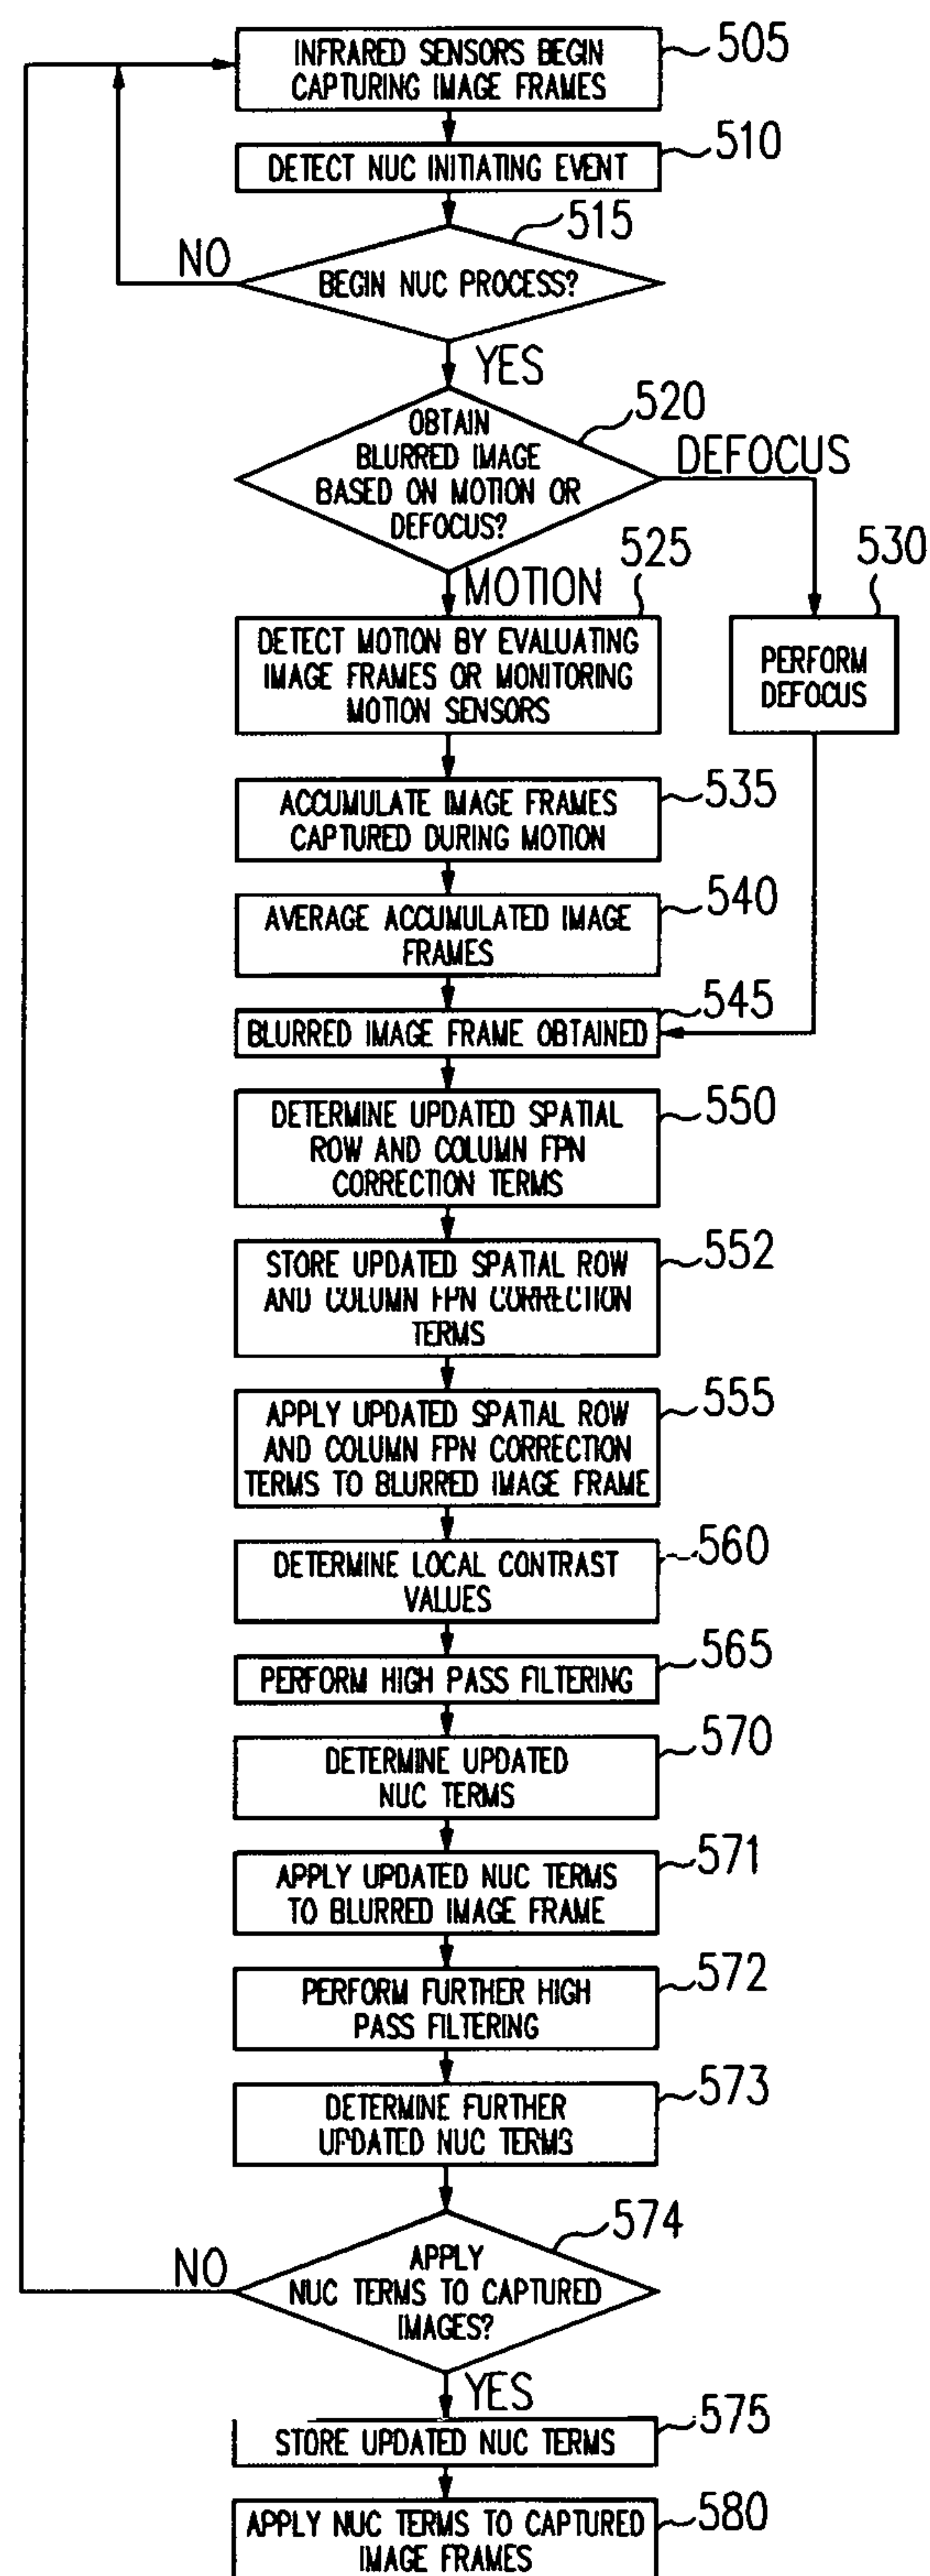 INFRARED SENSORS BEGIN
CAPTURING IMAGE FRAMES
505
DETECT NUC INITIATING EVENT
510
515
NO
BEGIN NUC PROCESS?
YES
520
OBTAIN
BLURRED IMAGE
BASED ON MOTION OR
DEFOCUS?
DEFOCUS
MOTION
525
530
DETECT MOTION BY EVALUATING
IMAGE FRAMES OR MONITORING
MOTION SENSORS
PERFORM
DEFOCUS
ACCUMULATE IMAGE FRAMES
CAPTURED DURING MOTION
535
AVERAGE ACCUMULATED IMAGE
FRAMES
540
545
BLURRED IMAGE FRAME OBTAINED
DETERMINE UPDATED SPATIAL
ROW AND COLUMN FPN
CORRECTION TERMS
550
STORE UPDATED SPATIAL ROW
AND COLUMN FPN CORRECTION
TERMS
552
APPLY UPDATED SPATIAL ROW
AND COLUMN FPN CORRECTION
TERMS TO BLURRED IMAGE FRAME
555
DETERMINE LOCAL CONTRAST
VALUES
560
PERFORM HIGH PASS FILTERING
565
DETERMINE UPDATED
NUC TERMS
570
APPLY UPDATED NUC TERMS
TO BLURRED IMAGE FRAME
571
PERFORM FURTHER HIGH
PASS FILTERING
572
DETERMINE FURTHER
UPDATED NUC TERMS
573
574
NO
APPLY
NUC TERMS TO CAPTURED
IMAGES?
YES
STORE UPDATED NUC TERMS
575
APPLY NUC TERMS TO CAPTURED
IMAGE FRAMES
580